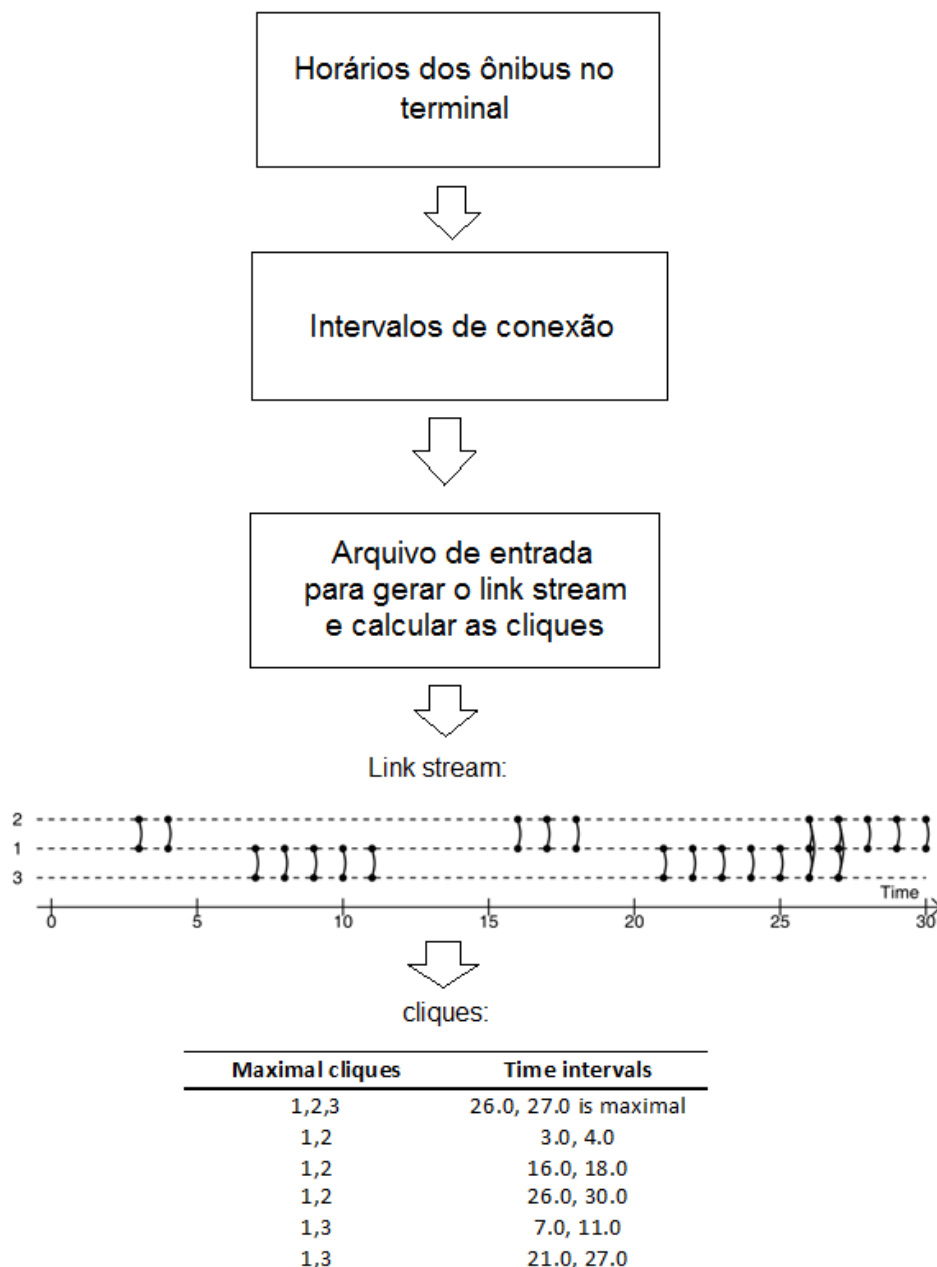 Horários dos ônibus no
terminal
Intervalos de conexão
Arquivo de entrada
para gerar o link stream
e calcular as cliques
Link stream:
2
1
3
Time
0 5 10 15 20 25 30
cliques:
Maximal cliques Time intervals
1,2,3 26.0, 27.0 is maximal
1,2 3.0, 4.0
1,2 16.0, 18.0
1,2 26.0, 30.0
1,3 7.0, 11.0
1,3 21.0, 27.0